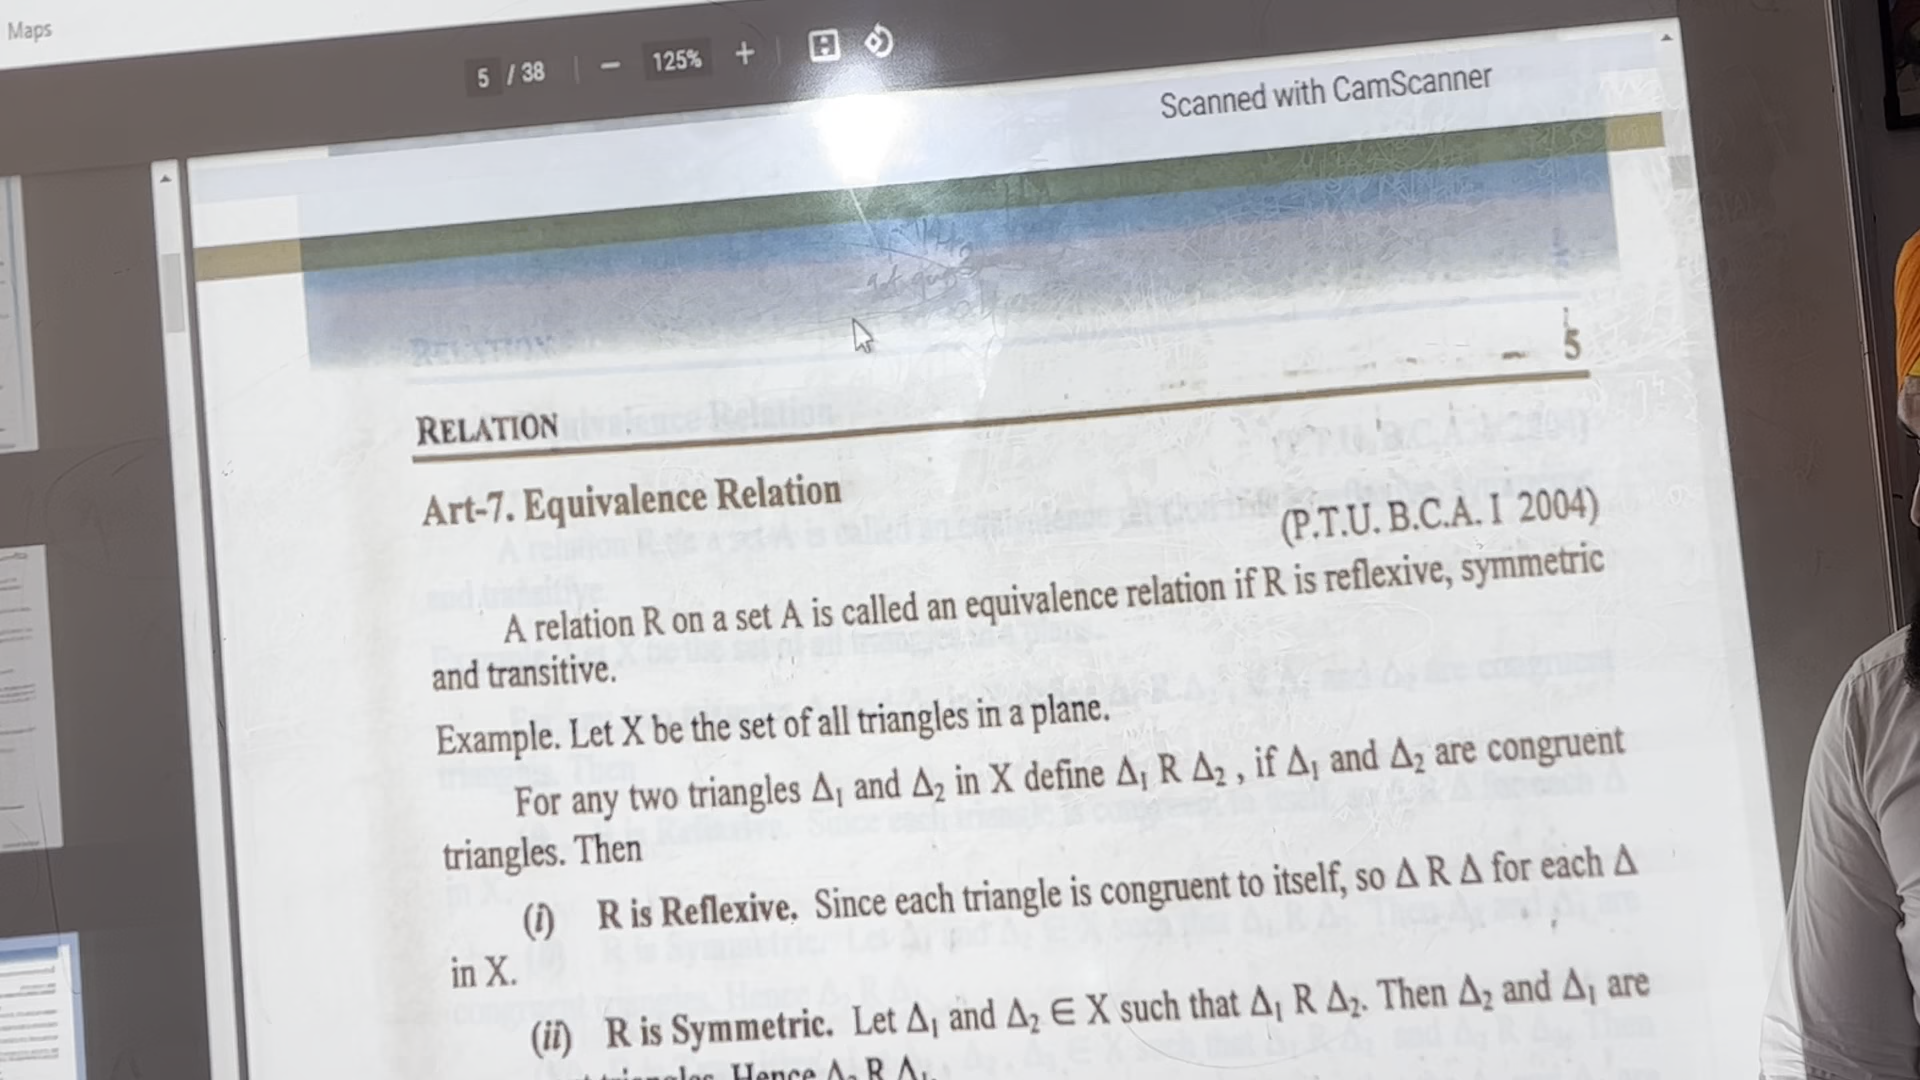 Maps
5 / 38 − 125% +
Scanned with CamScanner
5
RELATION
Art-7. Equivalence Relation
(P.T.U. B.C.A. I 2004)
A relation R on a set A is called an equivalence relation if R is reflexive, symmetric
and transitive.
Example. Let X be the set of all triangles in a plane.
For any two triangles Δ₁ and Δ₂ in X define Δ₁ R Δ₂ , if Δ₁ and Δ₂ are congruent
triangles. Then
(i) R is Reflexive. Since each triangle is congruent to itself, so Δ R Δ for each Δ
in X.
(ii) R is Symmetric. Let Δ₁ and Δ₂ ∈ X such that Δ₁ R Δ₂. Then Δ₂ and Δ₁ are
triangles. Hence Δ₂ R Δ₁.